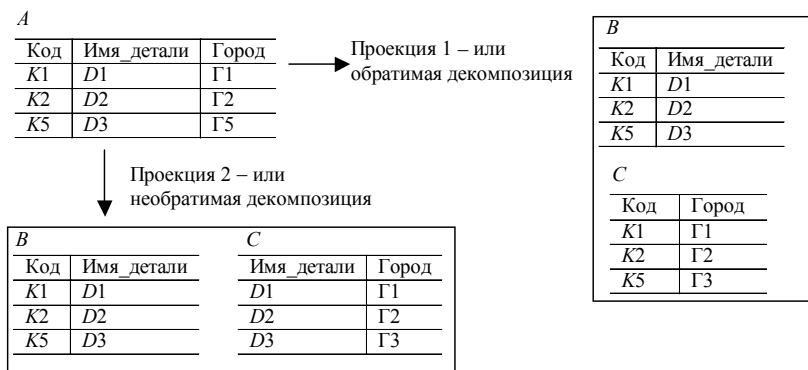 A
Код Имя_детали Город
K1 D1 Г1
K2 D2 Г2
K5 D3 Г5
Проекция 1 – или
обратимая декомпозиция
B
Код Имя_детали
K1 D1
K2 D2
K5 D3
C
Код Город
K1 Г1
K2 Г2
K5 Г3
Проекция 2 – или
необратимая декомпозиция
B
Код Имя_детали
K1 D1
K2 D2
K5 D3
C
Имя_детали Город
D1 Г1
D2 Г2
D3 Г3